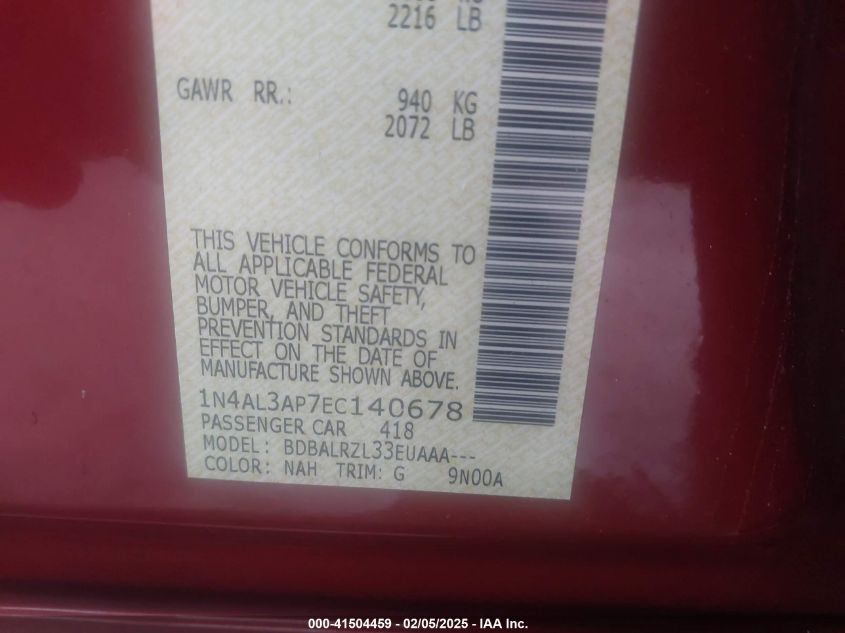 2216 LB
GAWR RR.: 940 KG
2072 LB
THIS VEHICLE CONFORMS TO
ALL APPLICABLE FEDERAL
MOTOR VEHICLE SAFETY,
BUMPER, AND THEFT
PREVENTION STANDARDS IN
EFFECT ON THE DATE OF
MANUFACTURE SHOWN ABOVE.
1N4AL3AP7EC140678
PASSENGER CAR 418
MODEL: BDBALRZL33EUAAA---
COLOR: NAH TRIM: G 9N00A
000-41504459 - 02/05/2025 - IAA Inc.